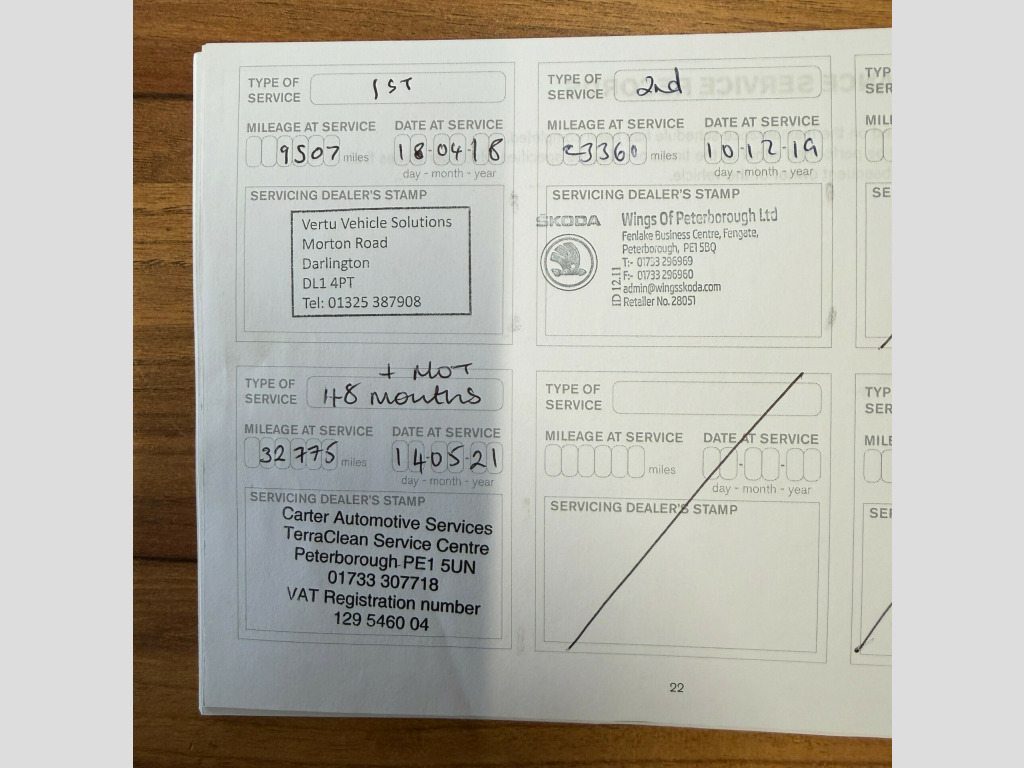 TYPE OF SERVICE 1ST
MILEAGE AT SERVICE DATE AT SERVICE
9507 miles 18-04-18
day - month - year
SERVICING DEALER'S STAMP
Vertu Vehicle Solutions
Morton Road
Darlington
DL1 4PT
Tel: 01325 387908
TYPE OF SERVICE 2nd
MILEAGE AT SERVICE DATE AT SERVICE
23360 miles 10-12-19
day - month - year
SERVICING DEALER'S STAMP
ŠKODA
Wings Of Peterborough Ltd
Fenlake Business Centre, Fengate,
Peterborough, PE1 5BQ
T:- 01733 296969
F:- 01733 296960
ID 12.11
admin@wingsskoda.com
Retailer No. 28051
+ MOT
TYPE OF SERVICE 48 months
MILEAGE AT SERVICE DATE AT SERVICE
32775 miles 14-05-21
day - month - year
SERVICING DEALER'S STAMP
Carter Automotive Services
TerraClean Service Centre
Peterborough PE1 5UN
01733 307718
VAT Registration number
129 5460 04
TYPE OF SERVICE
MILEAGE AT SERVICE DATE AT SERVICE
miles
day - month - year
SERVICING DEALER'S STAMP
22